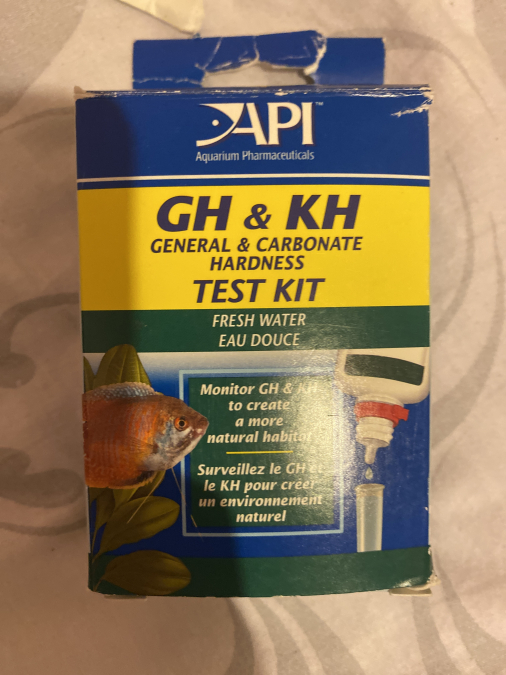 API™
Aquarium Pharmaceuticals
GH & KH
GENERAL & CARBONATE
HARDNESS
TEST KIT
FRESH WATER
EAU DOUCE
Monitor GH & KH
to create
a more
natural habitat
Surveillez le GH et
le KH pour créer
un environnement
naturel